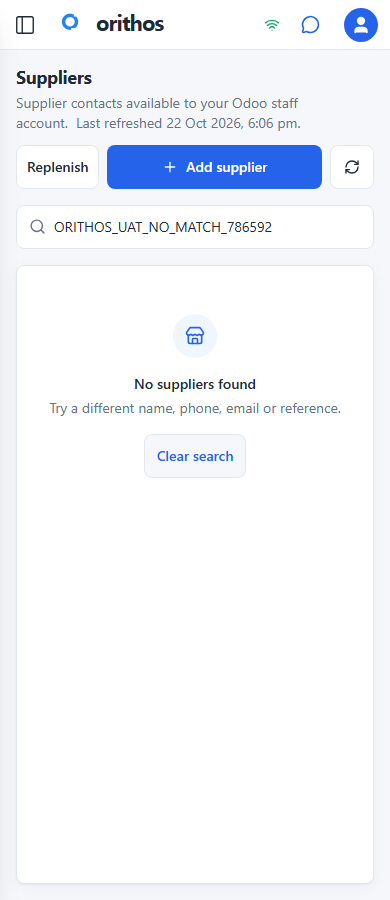 orithos
Suppliers
Supplier contacts available to your Odoo staff
account. Last refreshed 22 Oct 2026, 6:06 pm.
Replenish
Add supplier
ORITHOS_UAT_NO_MATCH_786592
No suppliers found
Try a different name, phone, email or reference.
Clear search